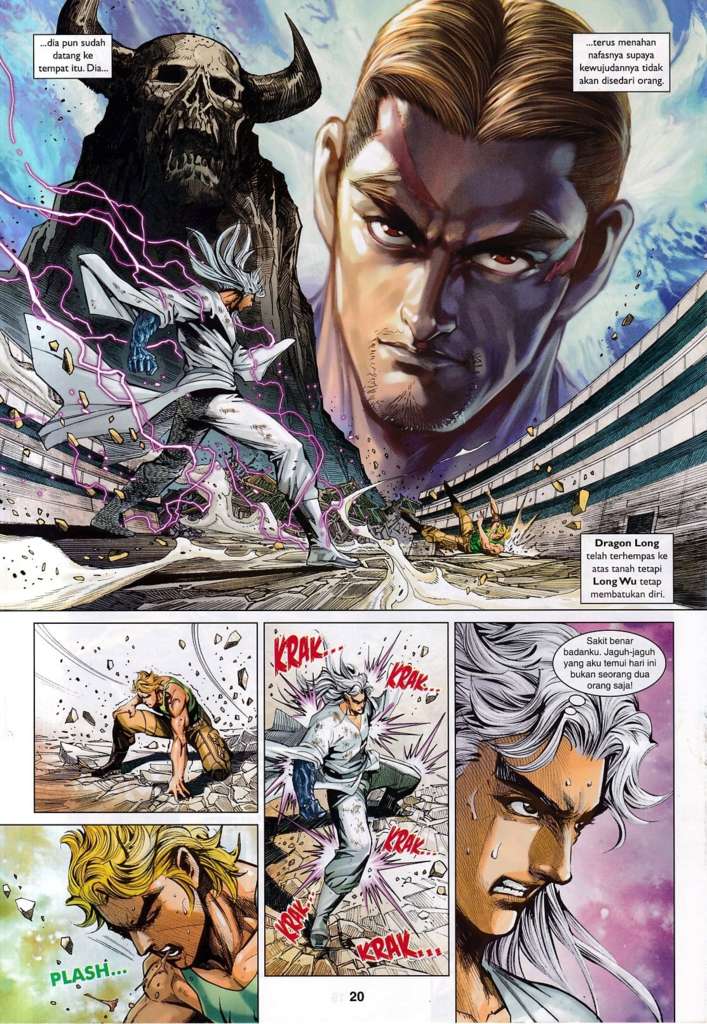 ...dia pun sudah
datang ke
tempat itu. Dia...
...terus menahan
nafasnya supaya
kewujudannya tidak
akan disedari orang.
Dragon Long
telah terhempas ke
atas tanah tetapi
Long Wu tetap
membatukan diri.
KRAK...
KRAK...
KRAK...
KRAK...
KRAK...
KRAK...
Sakit benar
badanku. Jaguh-jaguh
yang aku temui hari ini
bukan seorang dua
orang saja!
PLASH...
20